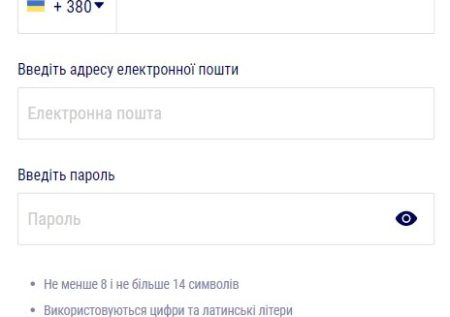 + 380
Введіть адресу електронної пошти
Електронна пошта
Введіть пароль
Пароль
• Не менше 8 і не більше 14 символів
• Використовуються цифри та латинські літери